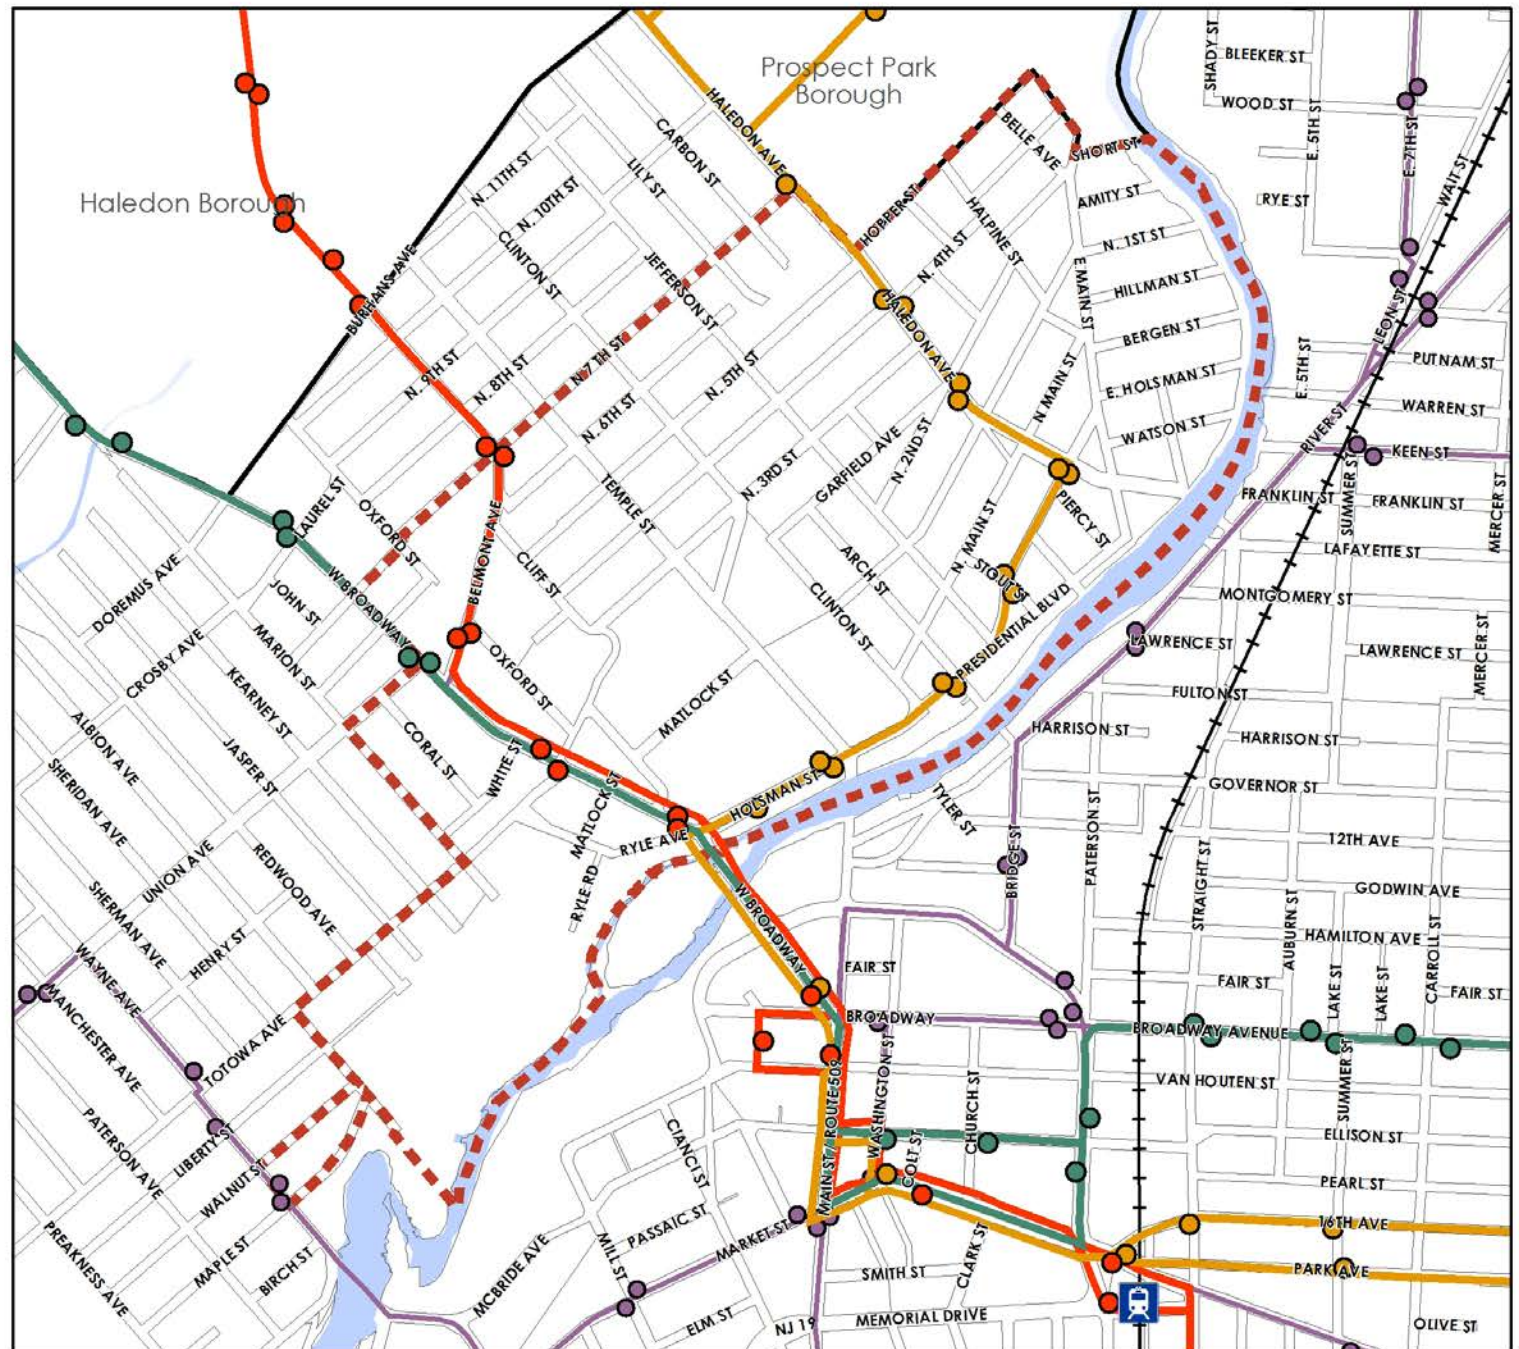 SHADY ST
BLEEKER ST
Prospect Park
Borough
WOOD ST
E. 5TH ST
E 7TH ST
HALEDON AVE
CARBON ST
BELLE AVE
SHORT ST
WAIT ST
N. 11TH ST
LILY ST
N. 10TH ST
AMITY ST
RYE ST
Haledon Borough
HOPPER ST
HALPINE ST
CLINTON ST
N. 4TH ST
N. 1ST ST
JEFFERSON ST
E MAIN ST
HILLMAN ST
BURHANS AVE
HALEDON AVE
LEON ST
BERGEN ST
E. 5TH ST
PUTNAM ST
N 7 TH ST
N. 9TH ST
N. 8TH ST
N. 5TH ST
N MAIN ST
E. HOLSMAN ST
WARREN ST
N. 6TH ST
RIVER ST
WATSON ST
GARFIELD AVE
N. 2ND ST
KEEN ST
N. 3RD ST
LAUREL ST
OXFORD ST
TEMPLE ST
PIERCY ST
FRANKLIN ST
SUMMER ST
FRANKLIN ST
MERCER ST
BELMONT AVE
N. MAIN ST
LAFAYETTE ST
DOREMUS AVE
W BROADWAY
CLIFF ST
ARCH ST
STOUT ST
JOHN ST
MONTGOMERY ST
CLINTON ST
PRESIDENTIAL BLVD
MARION ST
CROSBY AVE
OXFORD ST
LAWRENCE ST
LAWRENCE ST
MERCER ST
KEARNEY ST
MATLOCK ST
FULTON ST
ALBION AVE
JASPER ST
CORAL ST
WHITE ST
HARRISON ST
HARRISON ST
SHERIDAN AVE
MATLOCK ST
HOLSMAN ST
TYLER ST
GOVERNOR ST
PATERSON ST
RYLE AVE
12TH AVE
UNION AVE
REDWOOD AVE
RYLE RD
BRIDGE ST
STRAIGHT ST
GODWIN AVE
SHERMAN AVE
W BROADWAY
AUBURN ST
HAMILTON AVE
CARROLL ST
WAYNE AVE
HENRY ST
FAIR ST
FAIR ST
LAKE ST
LAKE ST
FAIR ST
MANCHESTER AVE
BROADWAY
BROADWAY AVENUE
TOTOWA AVE
MAIN ST / ROUTE 509
WASHINGTON ST
CHURCH ST
VAN HOUTEN ST
SUMMER ST
PATERSON AVE
LIBERTY ST
CIANCI ST
COLT ST
ELLISON ST
WALNUT ST
PEARL ST
PREAKNESS AVE
PASSAIC ST
MARKET ST
16TH AVE
MAPLE ST
BIRCH ST
MCBRIDE AVE
MILL ST
SMITH ST
CLARK ST
PARK AVE
ELM ST
NJ 19
MEMORIAL DRIVE
OLIVE ST